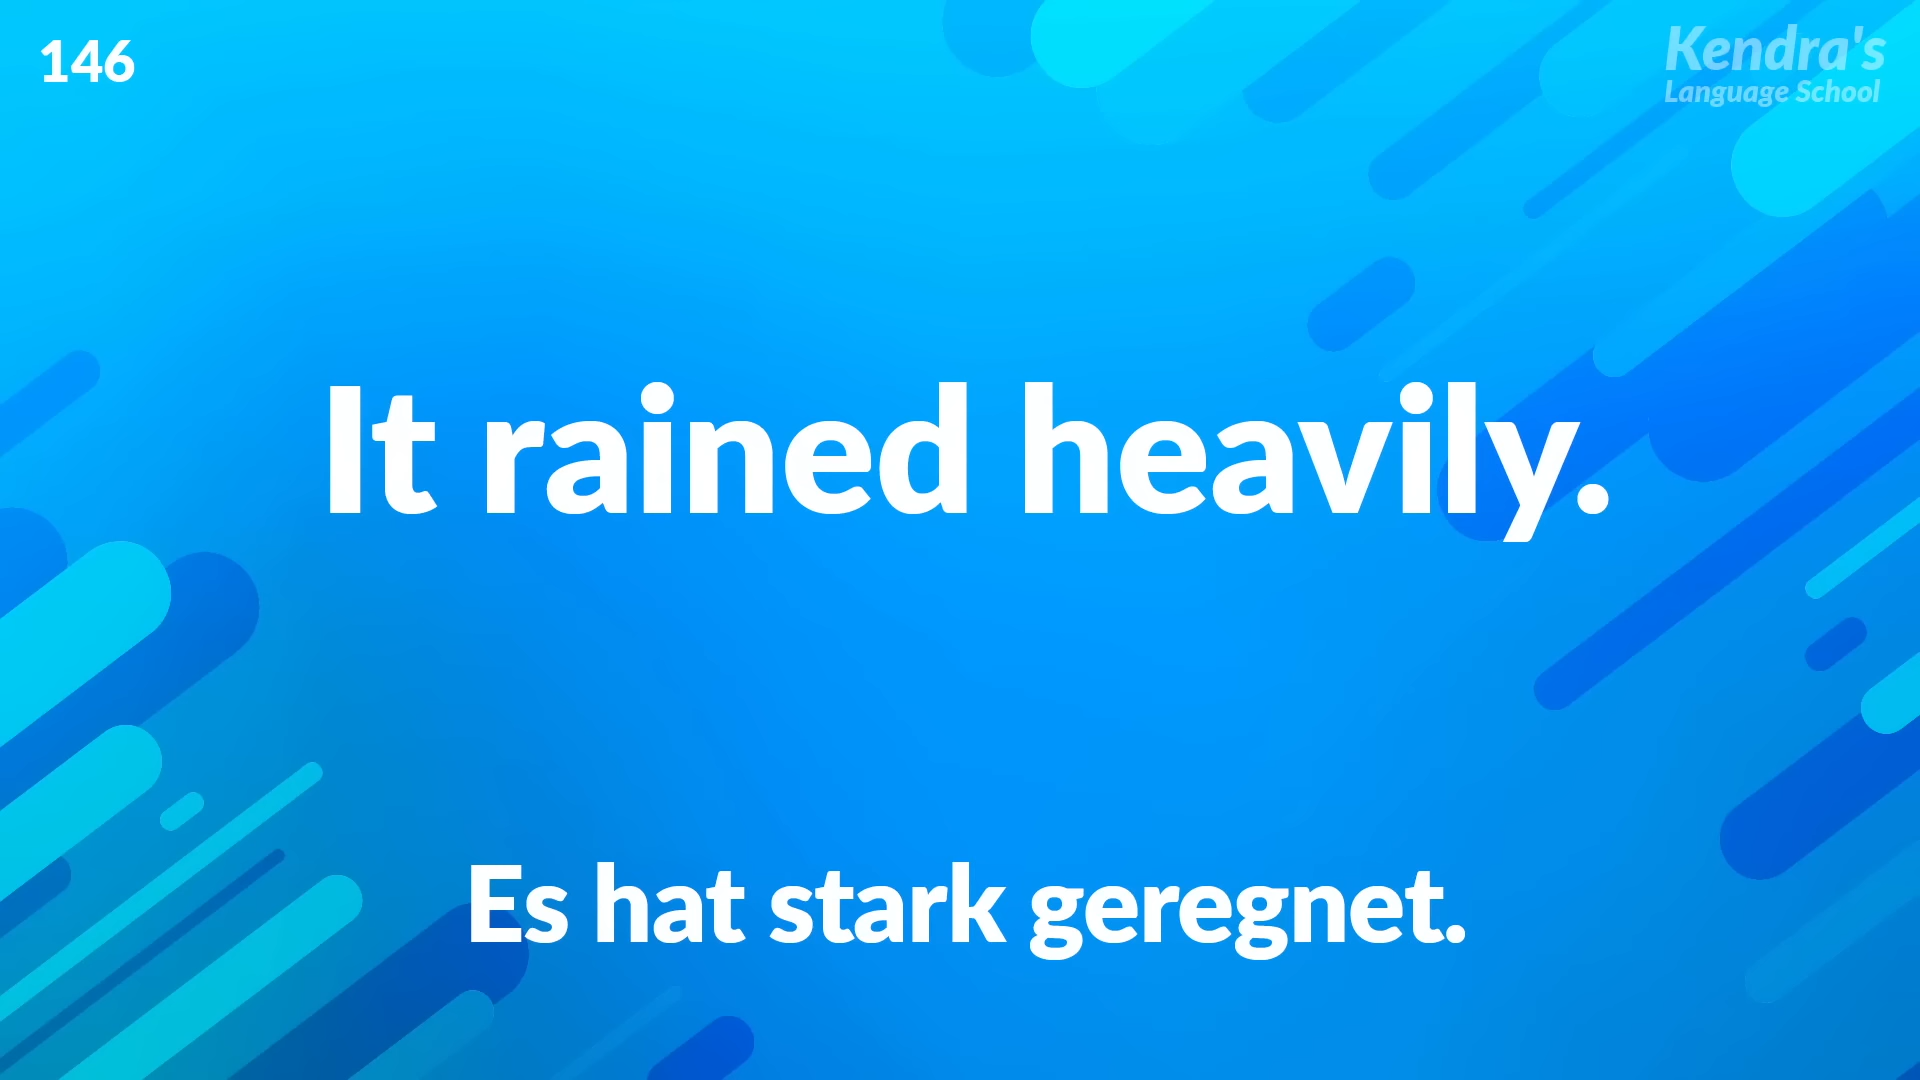 146
Kendra's
Language School
It rained heavily.
Es hat stark geregnet.